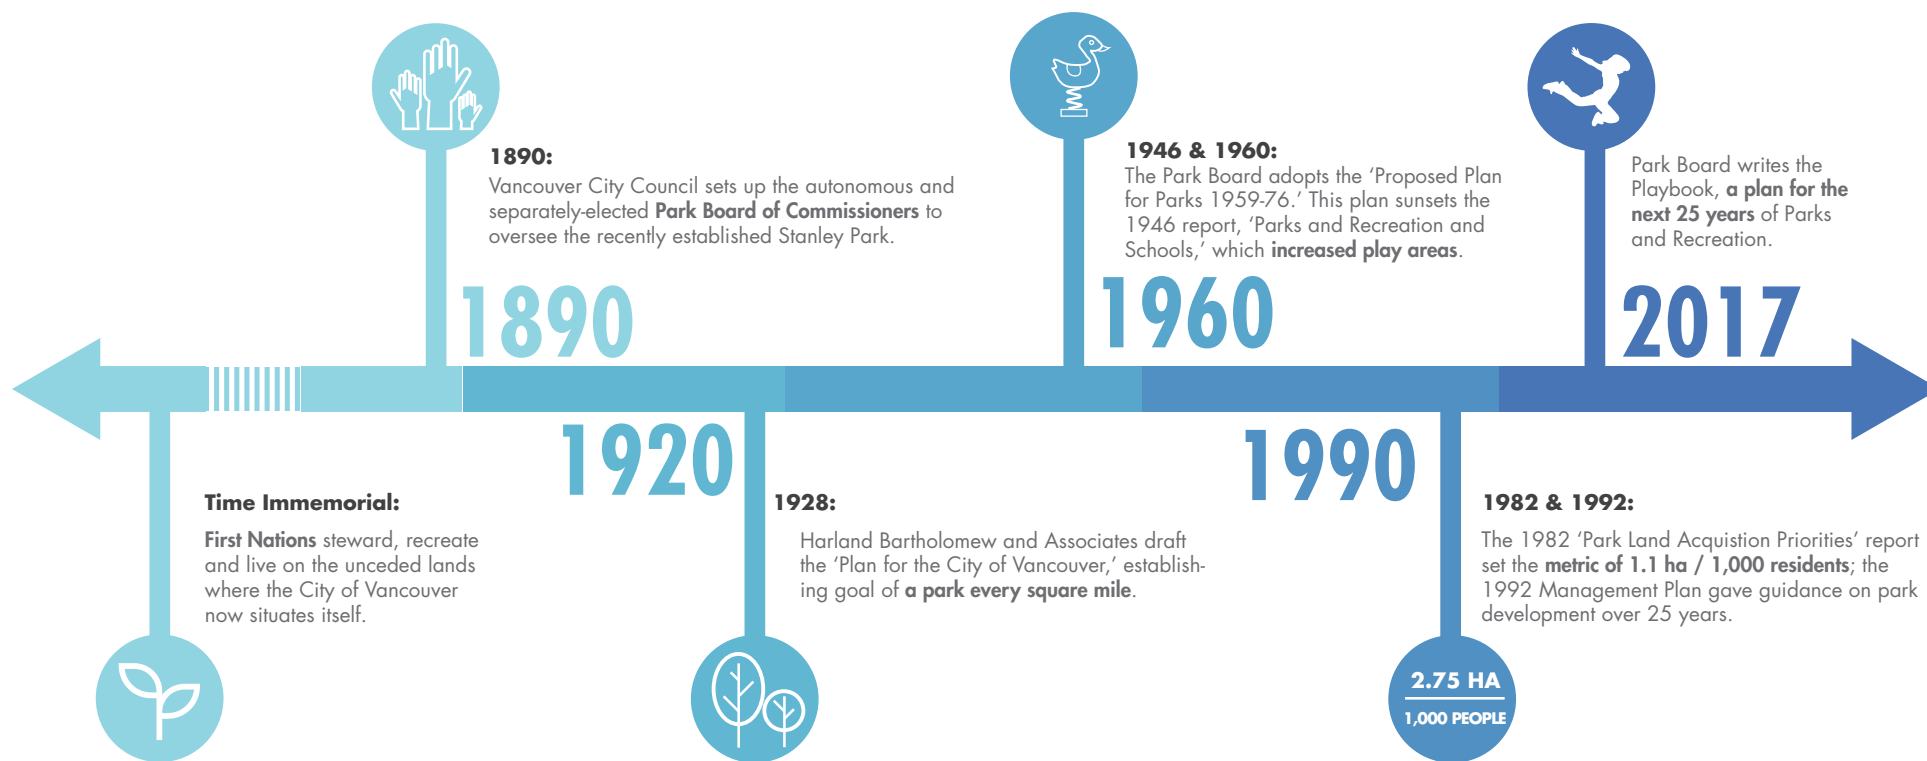 1890:
Vancouver City Council sets up the autonomous and
separately-elected Park Board of Commissioners to
oversee the recently established Stanley Park.
1890
1946 & 1960:
The Park Board adopts the ‘Proposed Plan
for Parks 1959-76.’ This plan sunsets the
1946 report, ‘Parks and Recreation and
Schools,’ which increased play areas.
1960
Park Board writes the
Playbook, a plan for the
next 25 years of Parks
and Recreation.
2017
Time Immemorial:
First Nations steward, recreate
and live on the unceded lands
where the City of Vancouver
now situates itself.
1920
1928:
Harland Bartholomew and Associates draft
the ‘Plan for the City of Vancouver,’ establish-
ing goal of a park every square mile.
1990
1982 & 1992:
The 1982 ‘Park Land Acquistion Priorities’ report
set the metric of 1.1 ha / 1,000 residents; the
1992 Management Plan gave guidance on park
development over 25 years.
2.75 HA
1,000 PEOPLE